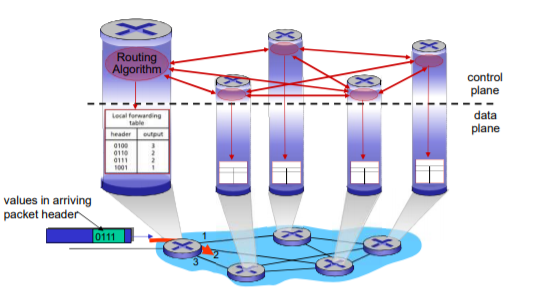 Routing
Algorithm
control
plane
data
plane
Local forwarding
table
header output
0100 3
0110 2
0111 2
1001 1
values in arriving
packet header
0111
1
2
3